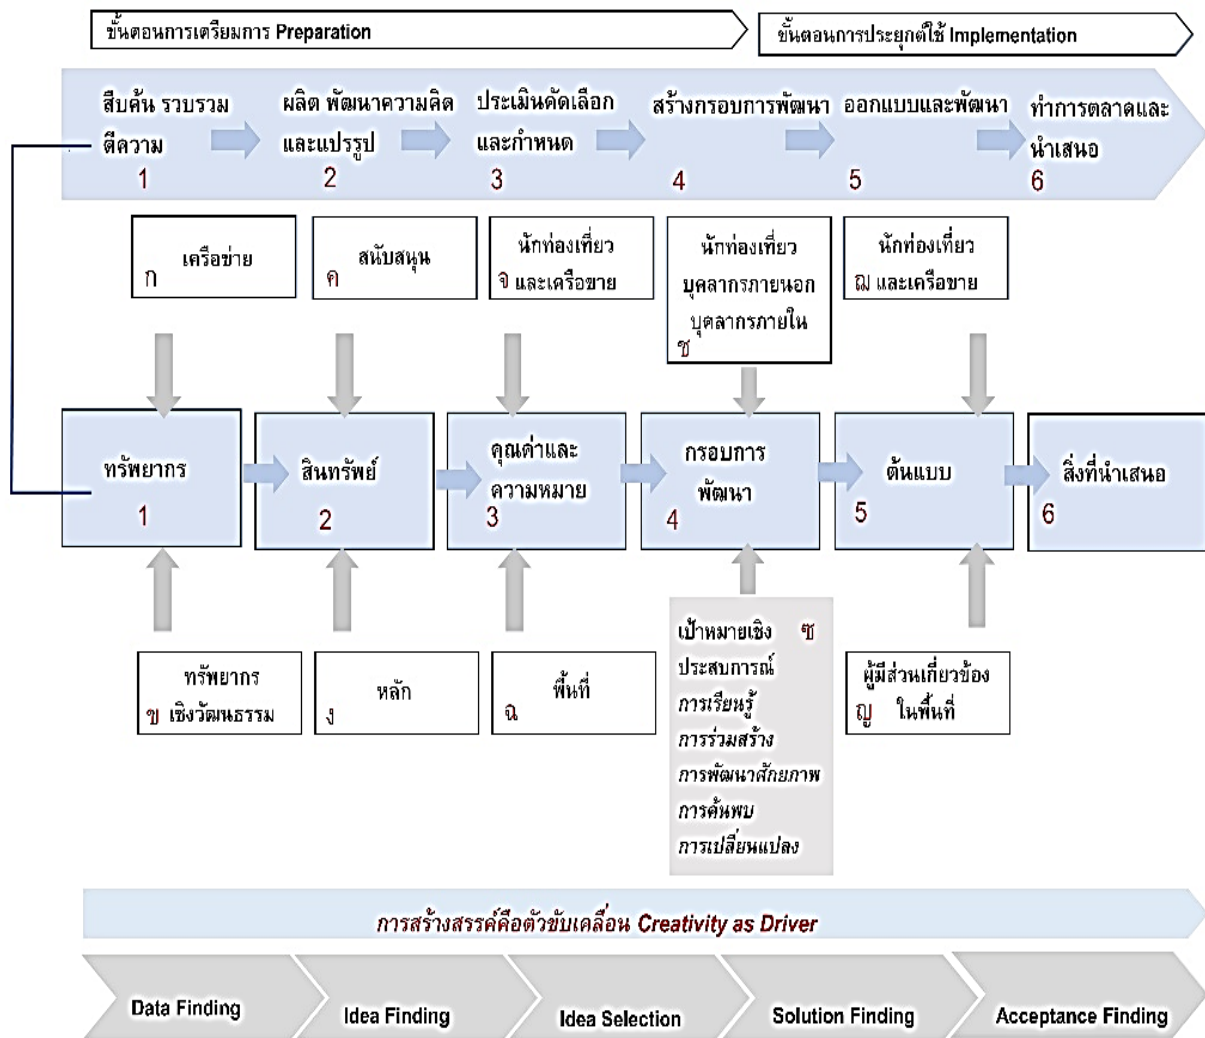 ขั้นตอนการเตรียมการ Preparation
ขั้นตอนการประยุกต์ใช้ Implementation
สืบค้น รวบรวม
ตีความ
1
ผลิต พัฒนาความคิด
และแปรรูป
2
ประเมินคัดเลือก
และกำหนด
3
สร้างกรอบการพัฒนา
4
ออกแบบและพัฒนา
5
ทำการตลาดและ
นำเสนอ
6
เครือข่าย
ก
สนับสนุน
ค
นักท่องเที่ยว
จ และเครือขาย
นักท่องเที่ยว
บุคลากรภายนอก
บุคลากรภายใน
ช
นักท่องเที่ยว
ฌ และเครือขาย
ทรัพยากร
1
สินทรัพย์
2
คุณค่าและ
ความหมาย
3
กรอบการ
พัฒนา
4
ต้นแบบ
5
สิ่งที่นำเสนอ
6
ทรัพยากร
ข เชิงวัฒนธรรม
หลัก
ง
พื้นที่
ฉ
เป้าหมายเชิง ซ
ประสบการณ์
การเรียนรู้
การร่วมสร้าง
การพัฒนาศักยภาพ
การค้นพบ
การเปลี่ยนแปลง
ผู้มีส่วนเกี่ยวข้อง
ญ ในพื้นที่
การสร้างสรรค์คือตัวขับเคลื่อน Creativity as Driver
Data Finding
Idea Finding
Idea Selection
Solution Finding
Acceptance Finding